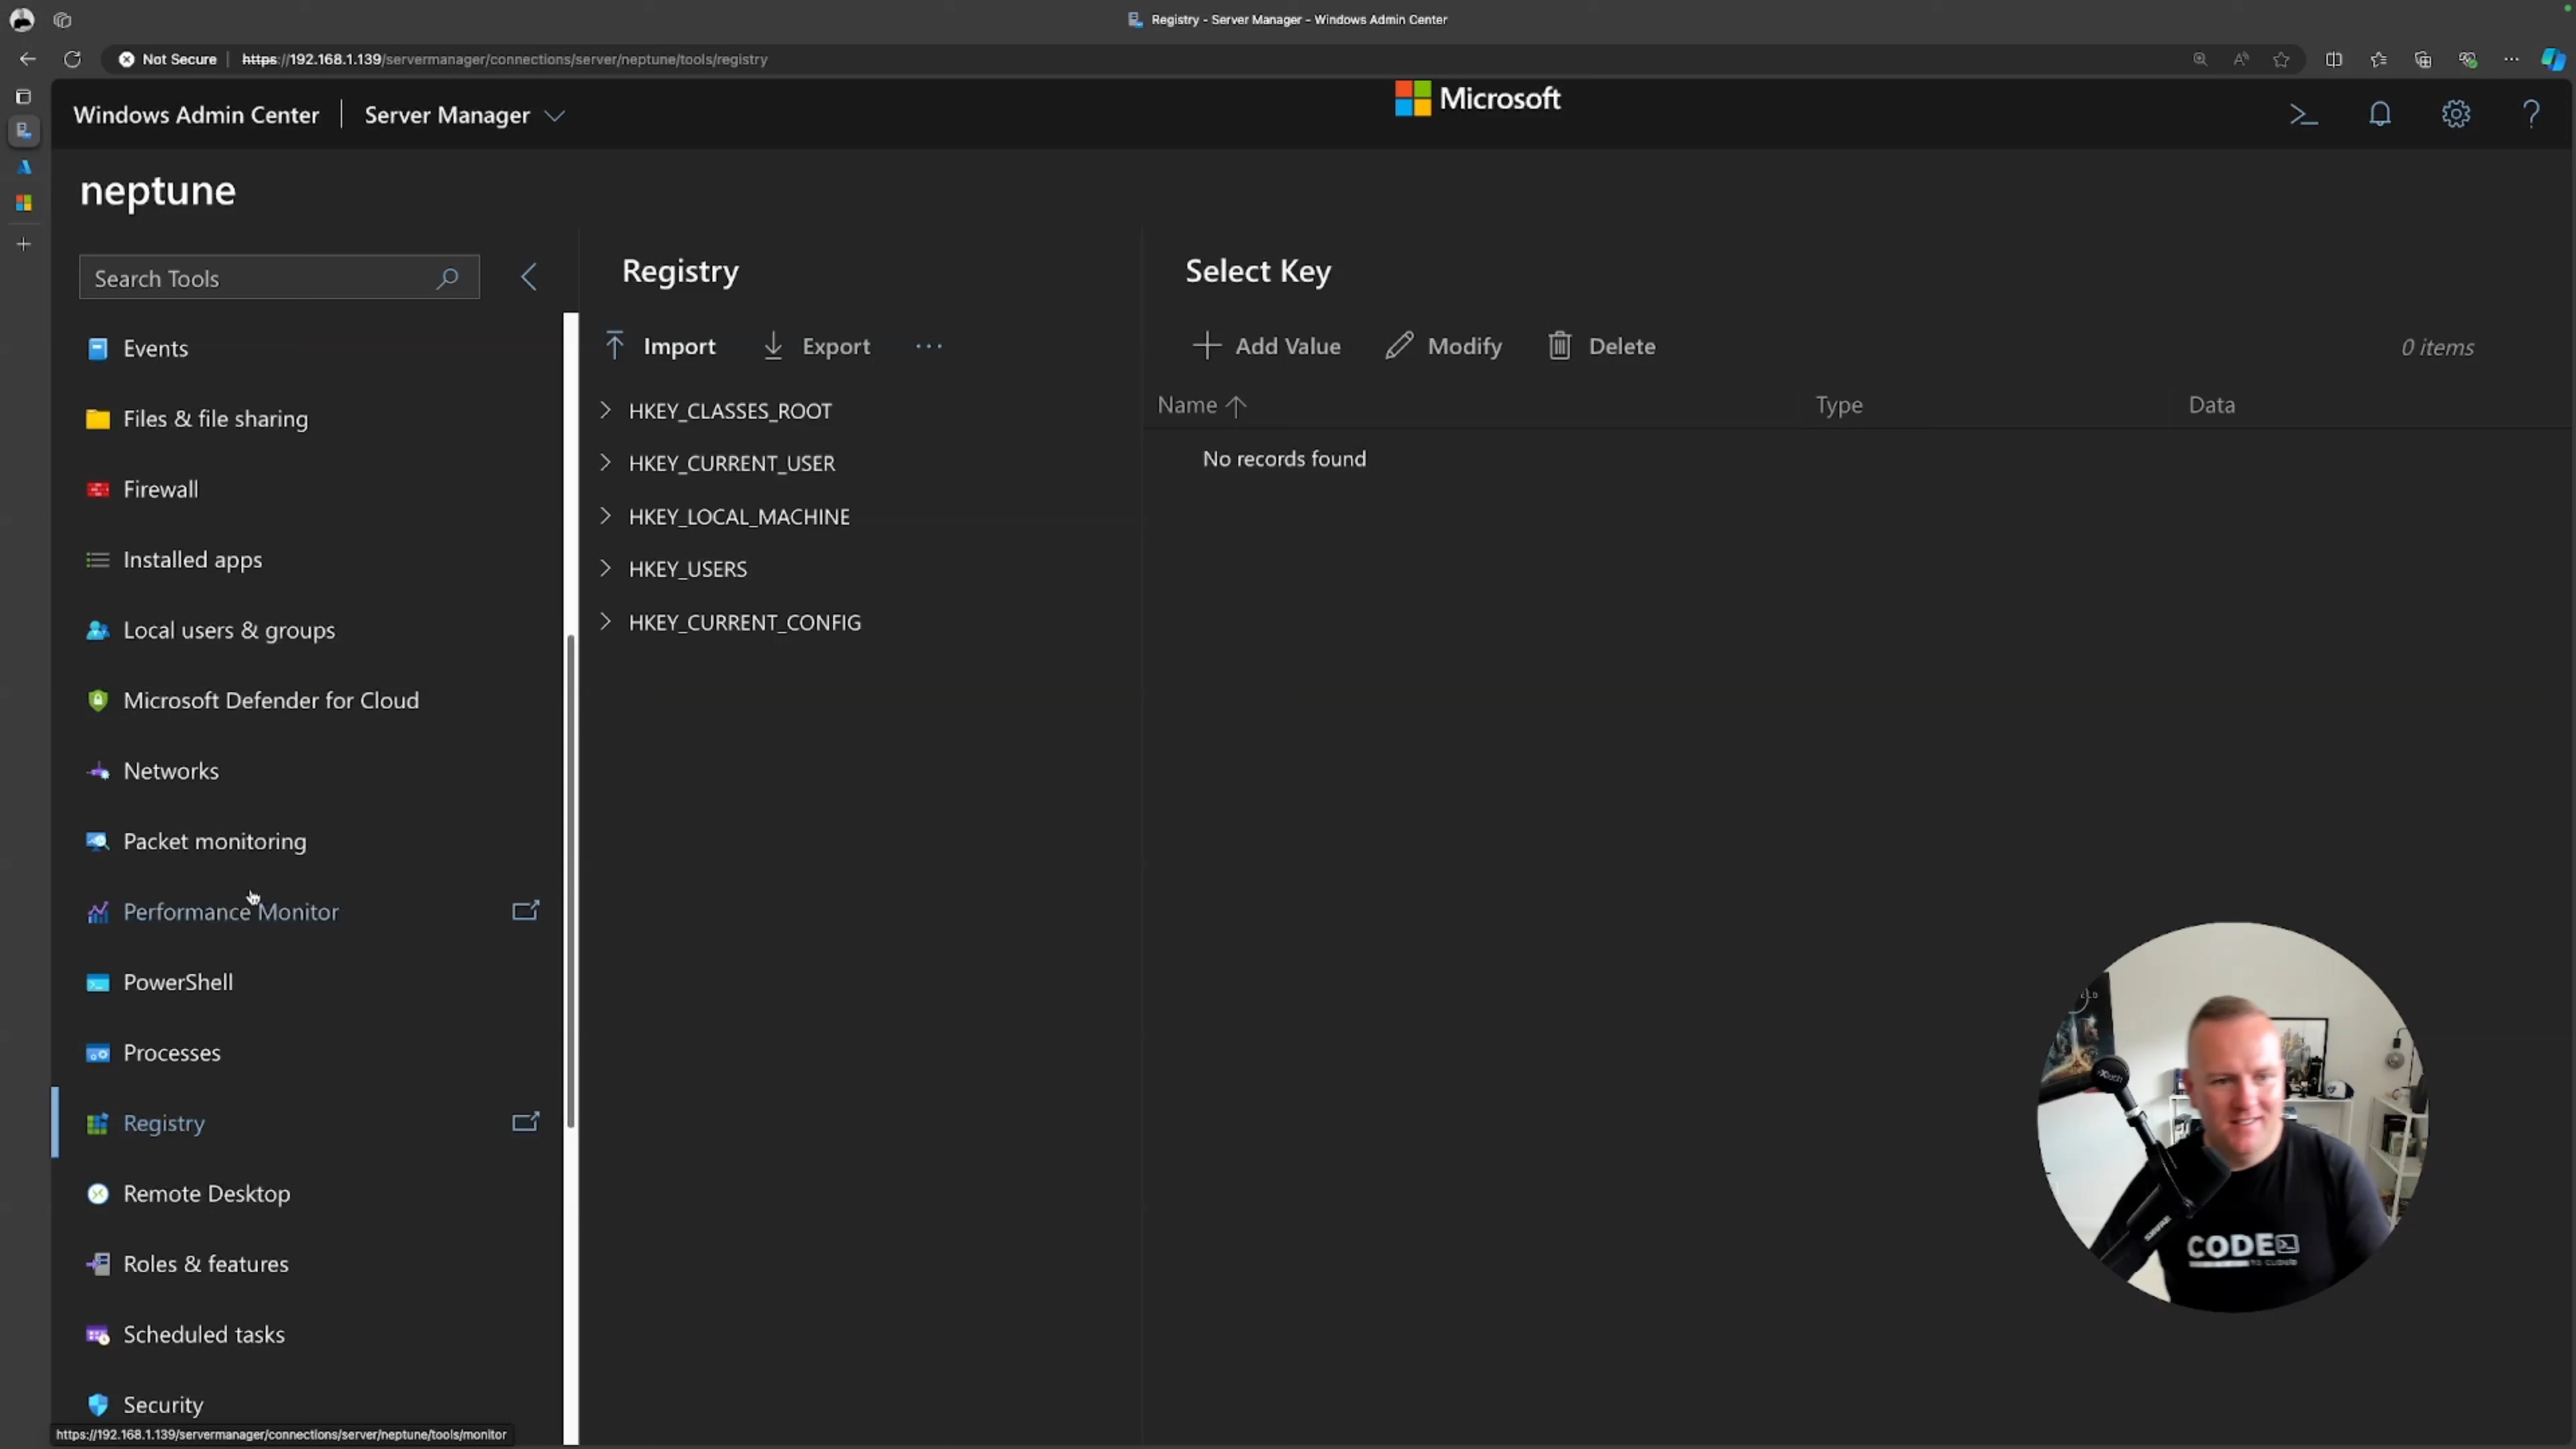 Registry - Server Manager - Windows Admin Center
Not Secure
https://192.168.1.139/servermanager/connections/server/neptune/tools/registry
Windows Admin Center
Server Manager
Microsoft
neptune
Search Tools
Events
Files & file sharing
Firewall
Installed apps
Local users & groups
Microsoft Defender for Cloud
Networks
Packet monitoring
Performance Monitor
PowerShell
Processes
Registry
Remote Desktop
Roles & features
Scheduled tasks
Security
https://192.168.1.139/servermanager/connections/server/neptune/tools/monitor
Registry
Import
Export
HKEY_CLASSES_ROOT
HKEY_CURRENT_USER
HKEY_LOCAL_MACHINE
HKEY_USERS
HKEY_CURRENT_CONFIG
Select Key
Add Value
Modify
Delete
0 items
Name
Type
Data
No records found
CODE
TO CLOUD